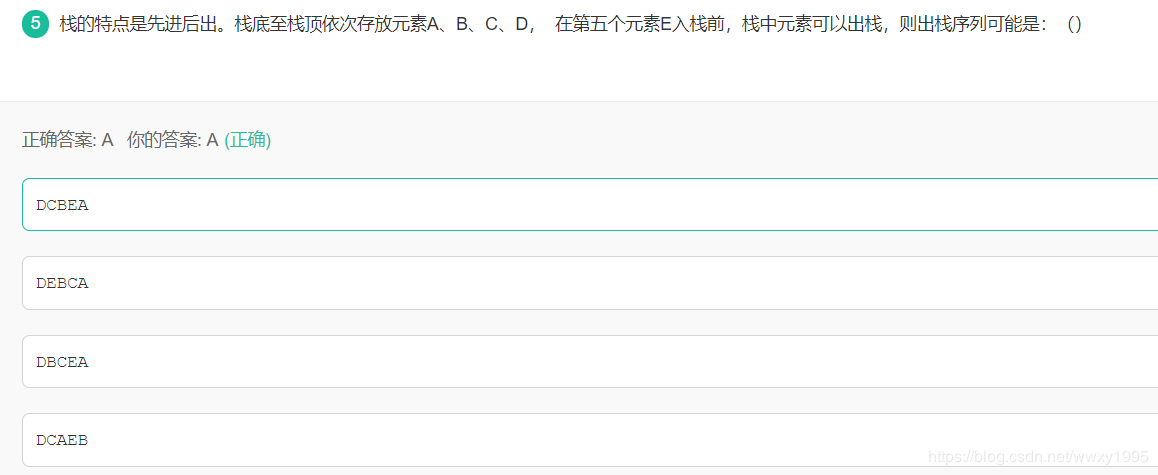 5 栈的特点是先进后出。栈底至栈顶依次存放元素A、B、C、D， 在第五个元素E入栈前，栈中元素可以出栈，则出栈序列可能是：（）
正确答案: A 你的答案: A (正确)
DCBEA
DEBCA
DBCEA
DCAEB
https://blog.csdn.net/wwxy1995